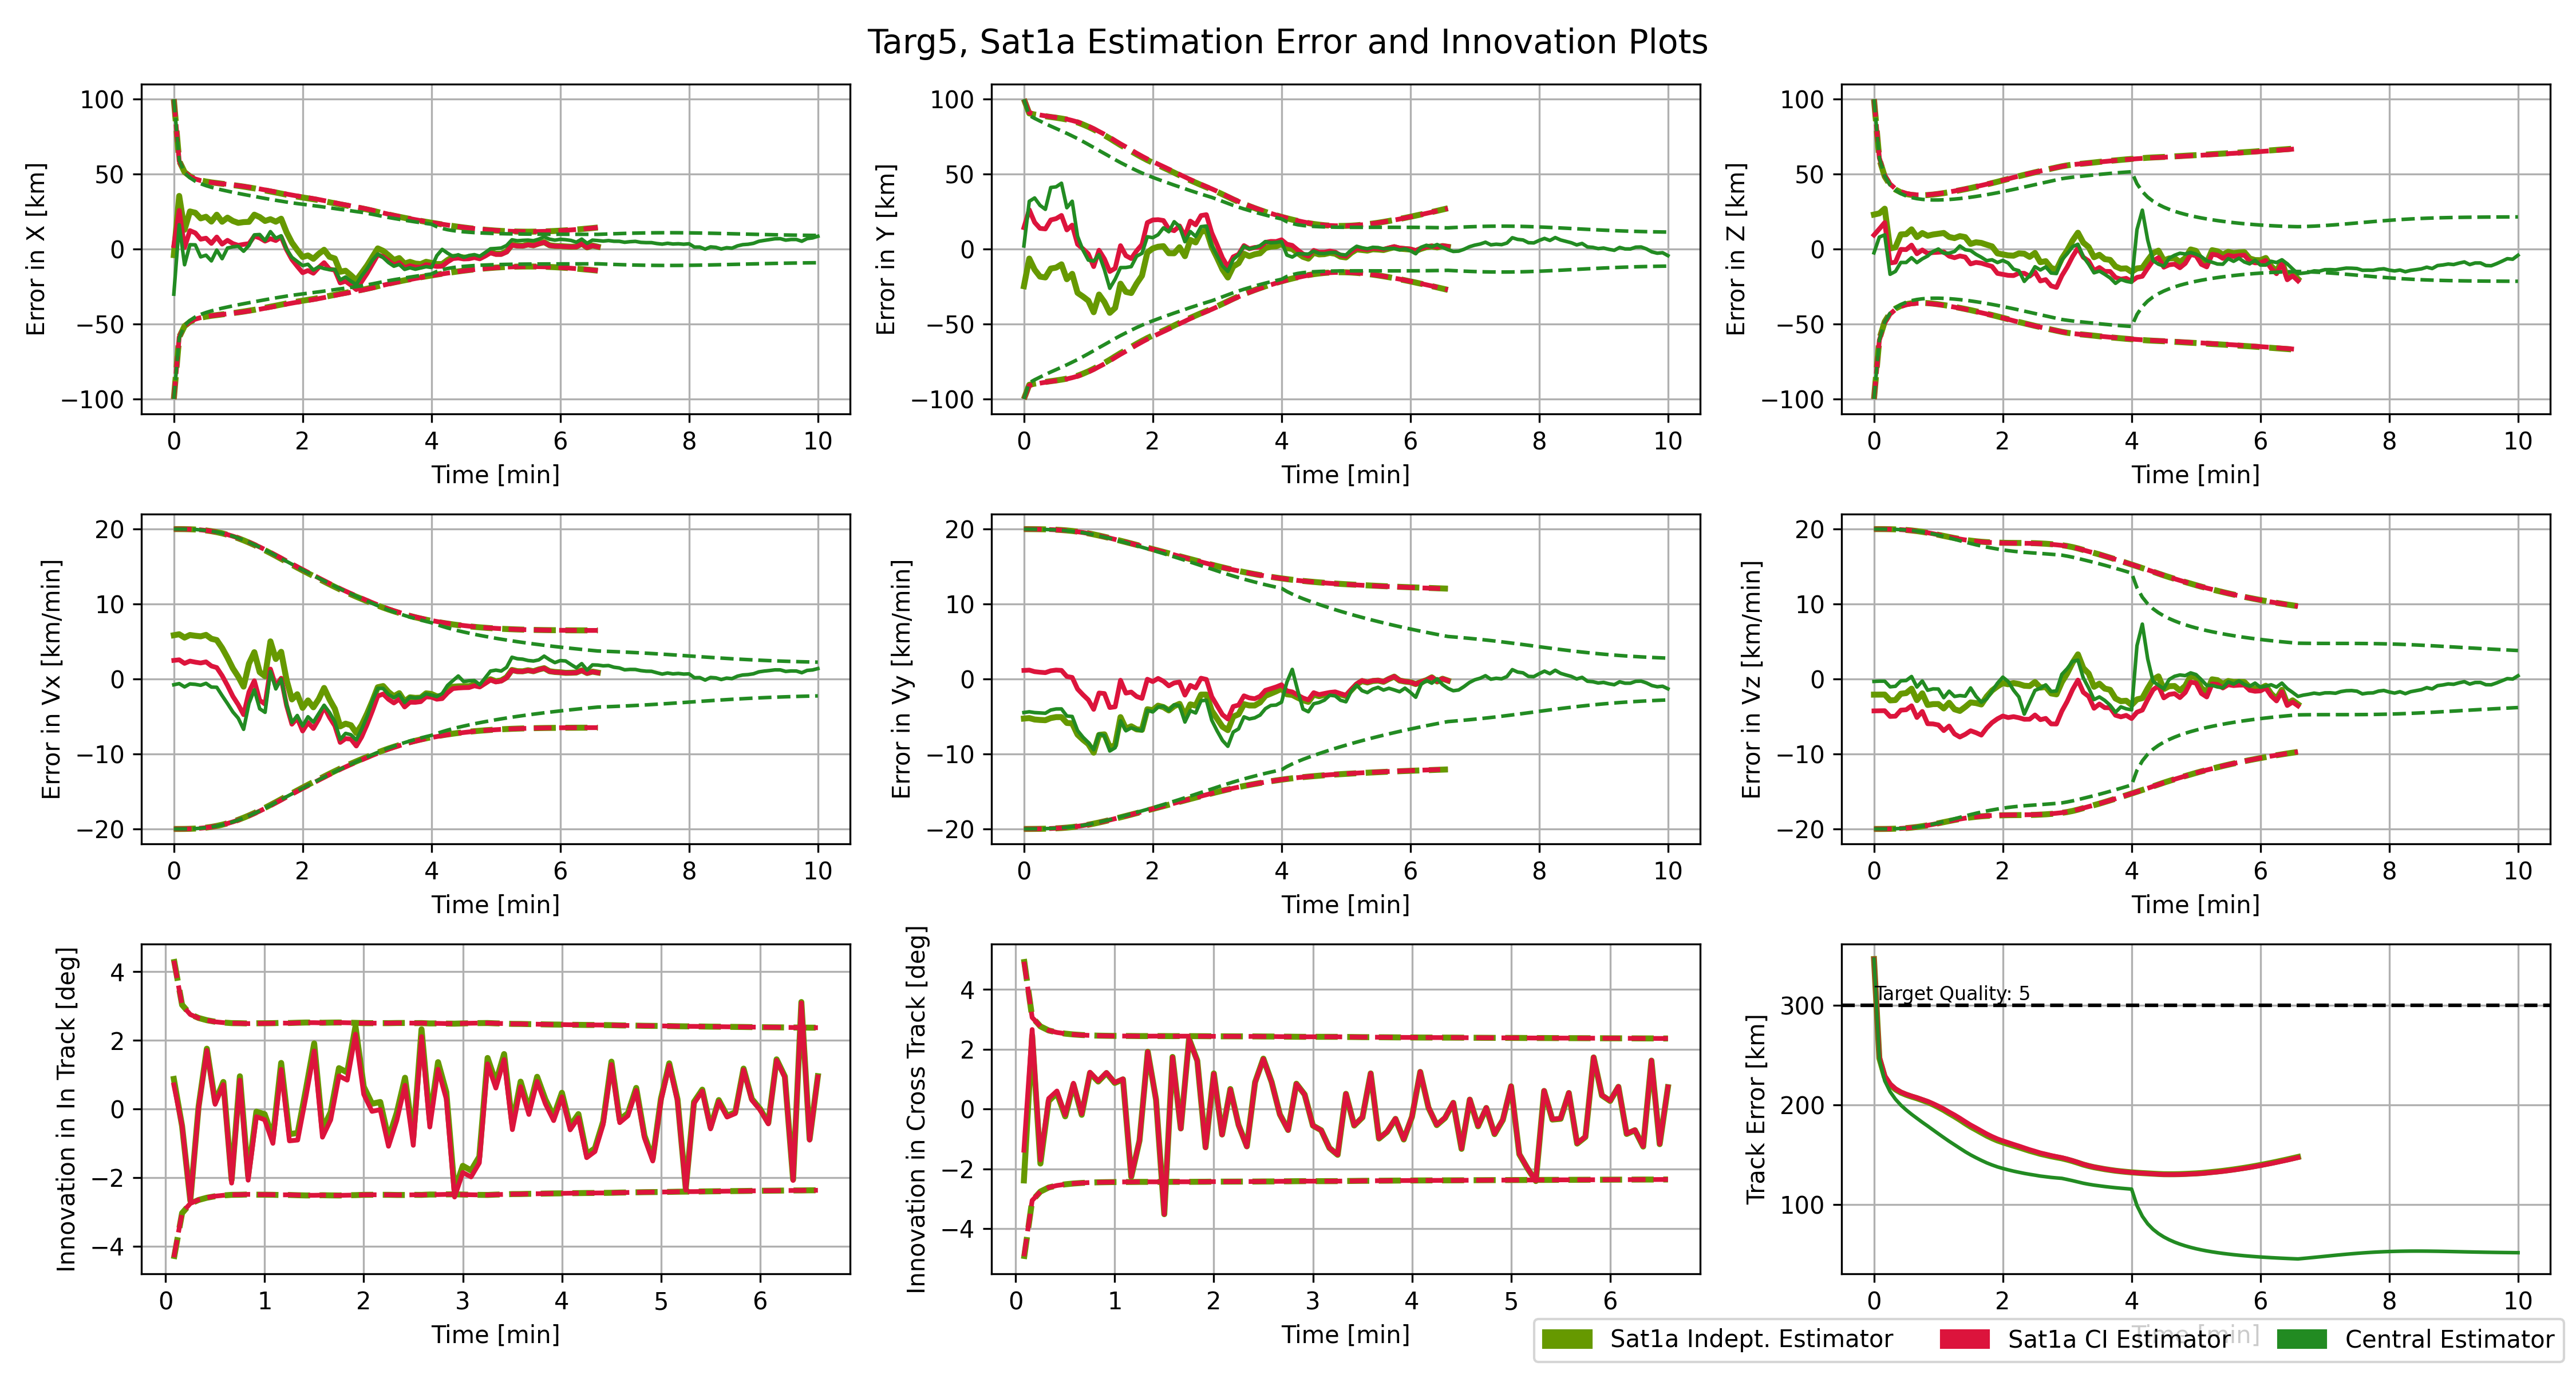 Targ5, Sat1a Estimation Error and Innovation Plots
Error in X [km]
100
50
0
−50
−100
0 2 4 6 8 10
Time [min]
Error in Y [km]
100
50
0
−50
−100
0 2 4 6 8 10
Time [min]
Error in Z [km]
100
50
0
−50
−100
0 2 4 6 8 10
Time [min]
Error in Vx [km/min]
20
10
0
−10
−20
0 2 4 6 8 10
Time [min]
Error in Vy [km/min]
20
10
0
−10
−20
0 2 4 6 8 10
Time [min]
Error in Vz [km/min]
20
10
0
−10
−20
0 2 4 6 8 10
Time [min]
Innovation in In Track [deg]
4
2
0
−2
−4
0 1 2 3 4 5 6
Time [min]
Innovation in Cross Track [deg]
4
2
0
−2
−4
0 1 2 3 4 5 6
Time [min]
Track Error [km]
300
200
100
Target Quality: 5
0 2 4 6 8 10
Time [min]
Sat1a Indept. Estimator Sat1a CI Estimator Central Estimator